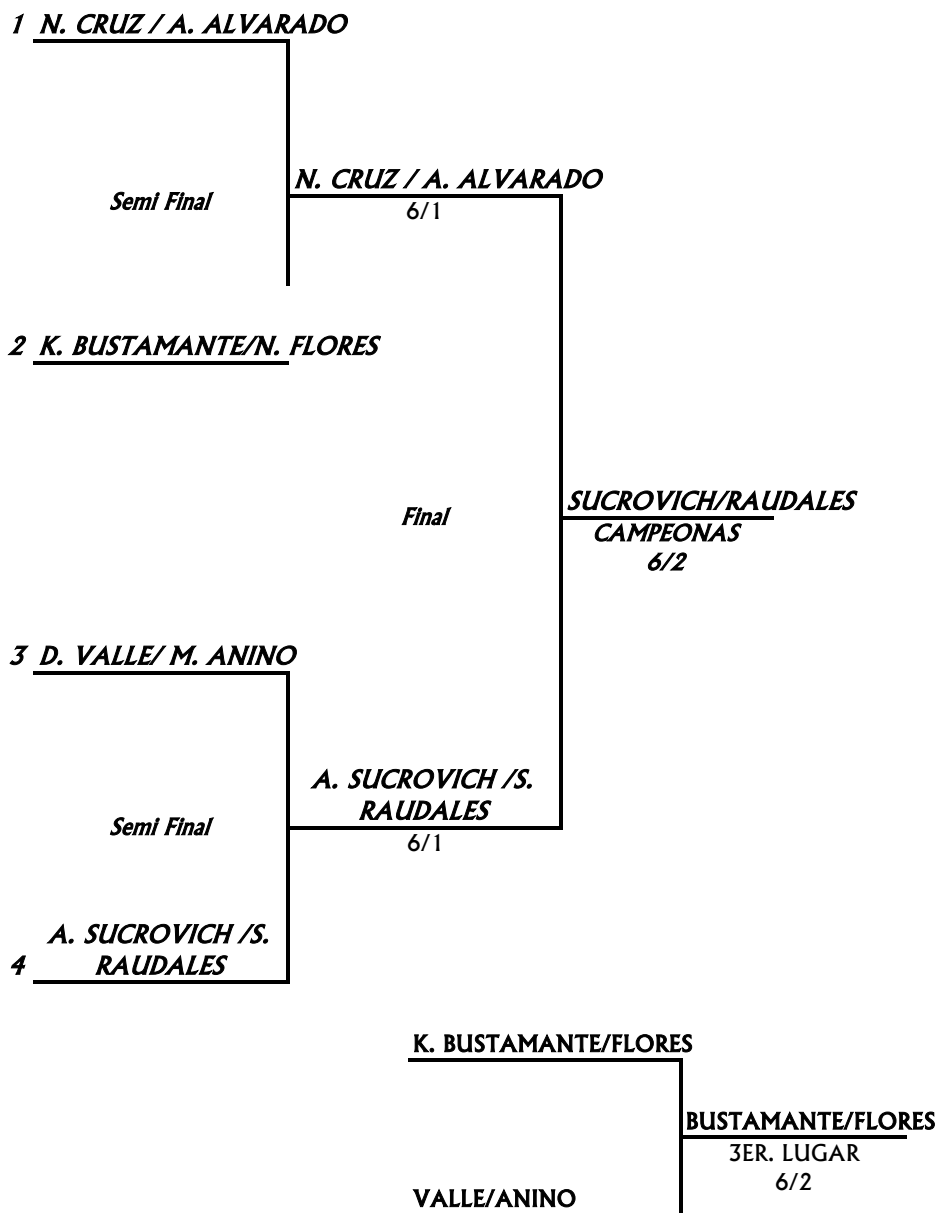 1 N. CRUZ / A. ALVARADO
N. CRUZ / A. ALVARADO
Semi Final
6/1
2 K. BUSTAMANTE/N. FLORES
SUCROVICH/RAUDALES
Final
CAMPEONAS
6/2
3 D. VALLE/ M. ANINO
A. SUCROVICH /S.
RAUDALES
Semi Final
6/1
A. SUCROVICH /S.
4 RAUDALES
K. BUSTAMANTE/FLORES
BUSTAMANTE/FLORES
3ER. LUGAR
6/2
VALLE/ANINO